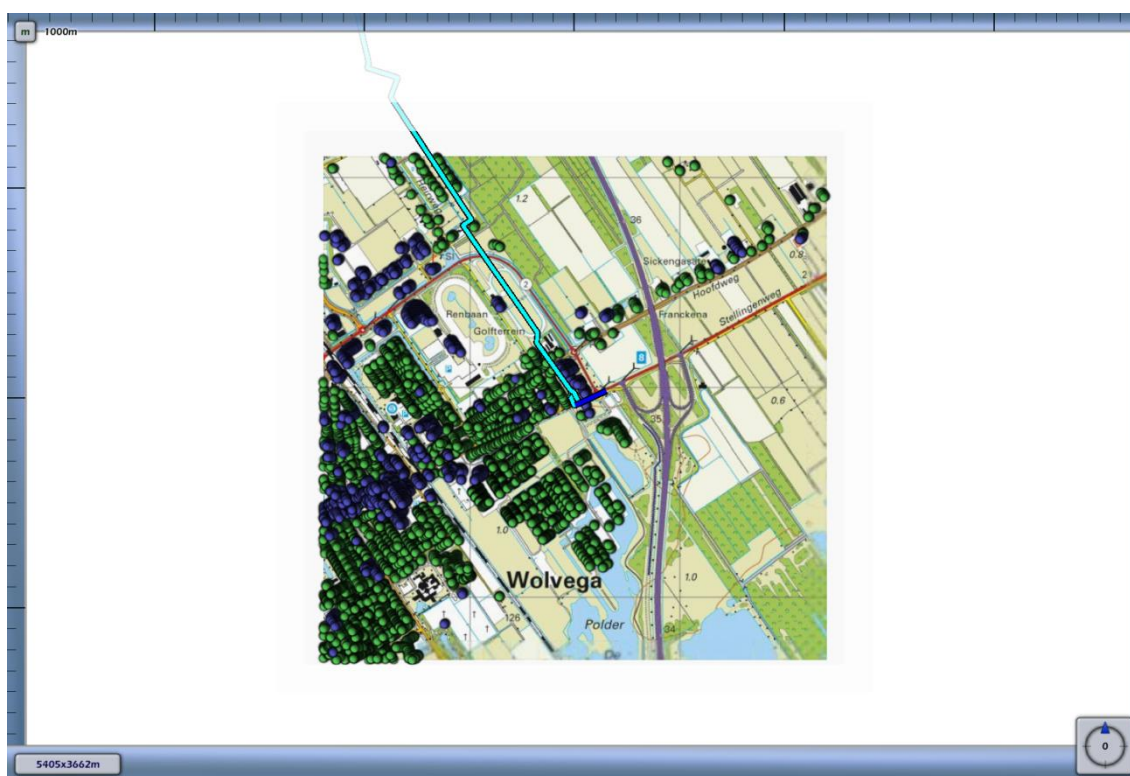 m 1000m
1.2
36
Sickengasate
0.8
2
FSI
2
Hoofdweg
Renbaan
Franckena
Stellingenweg
Golfterrein
8
P
0.6
35
1.0
Wolvega
1.0
126
Polder
34
De
5405x3662m
0